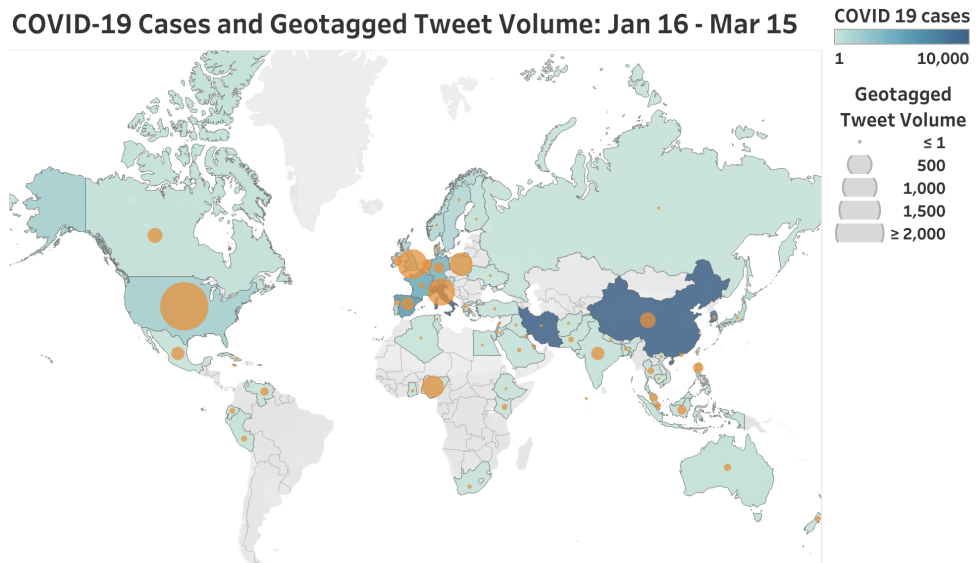 COVID-19 Cases and Geotagged Tweet Volume: Jan 16 - Mar 15
COVID 19 cases
1 10,000
Geotagged
Tweet Volume
≤ 1
500
1,000
1,500
≥ 2,000